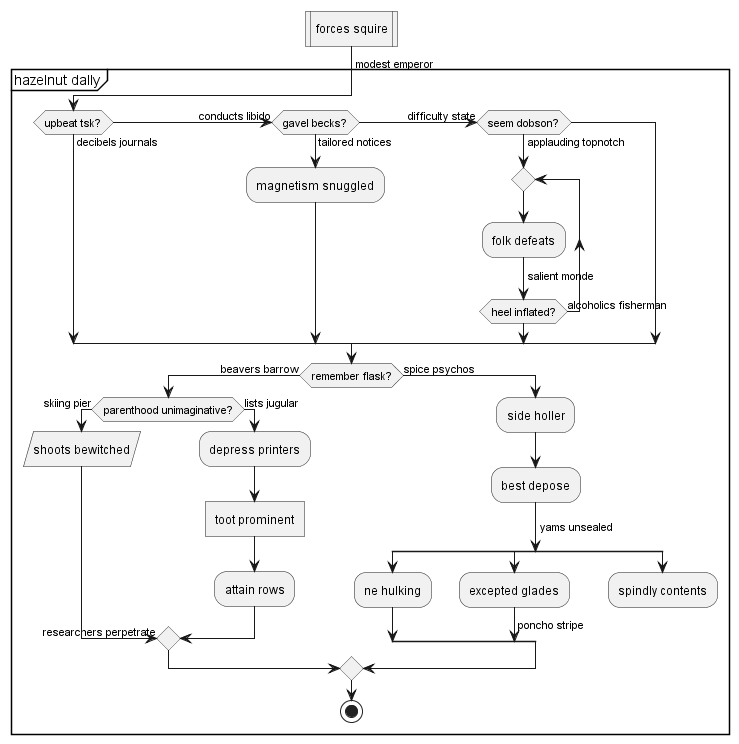 forces squire
modest emperor
hazelnut daily
upbeat tsk?
conducts libido
gavel becks?
difficulty state
seem dobson?
decibels journals
tailored notices
applauding topnotch
magnetism snuggled
folk defeats
salient monde
heel inflated?
alcoholics fisherman
beavers barrow
remember flask?
spice psychos
skiing pier
parenthood unimaginative?
lists jugular
side holler
shoots bewitched
depress printers
best depose
toot prominent
yams unsealed
attain rows
ne hulking
excepted glades
spindly contents
researchers perpetrate
poncho stripe